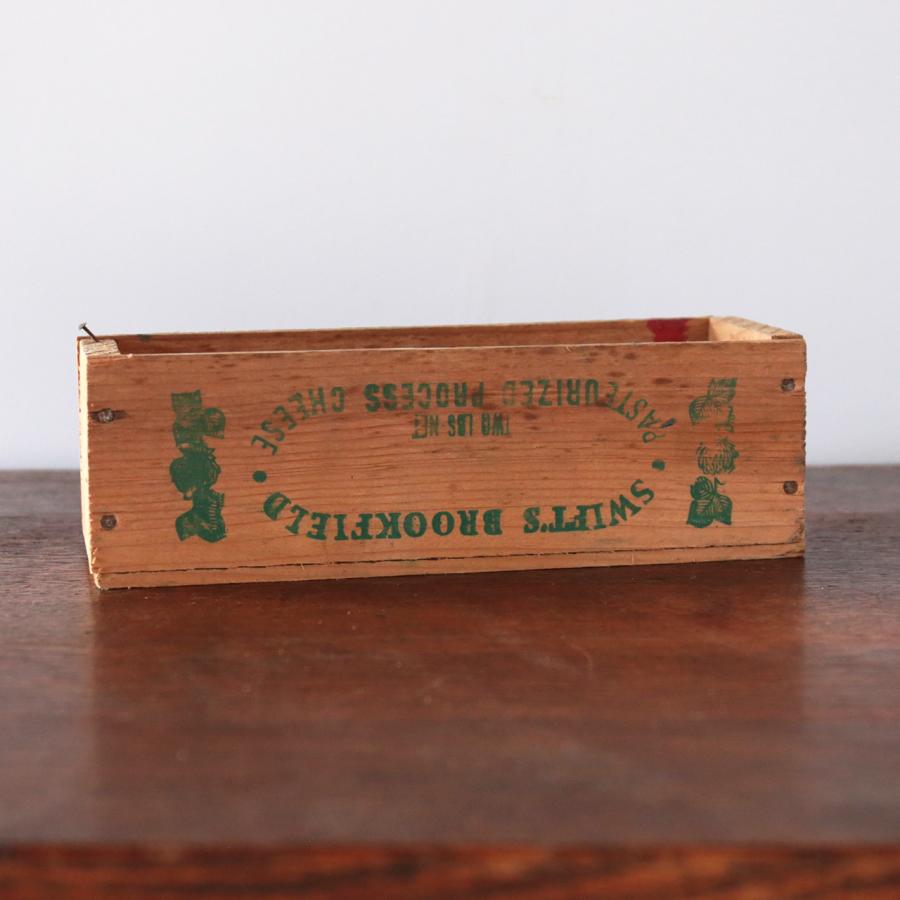 SWIFT'S BROOKFIELD
TWO LBS·NET
PASTEURIZED PROCESS CHEESE